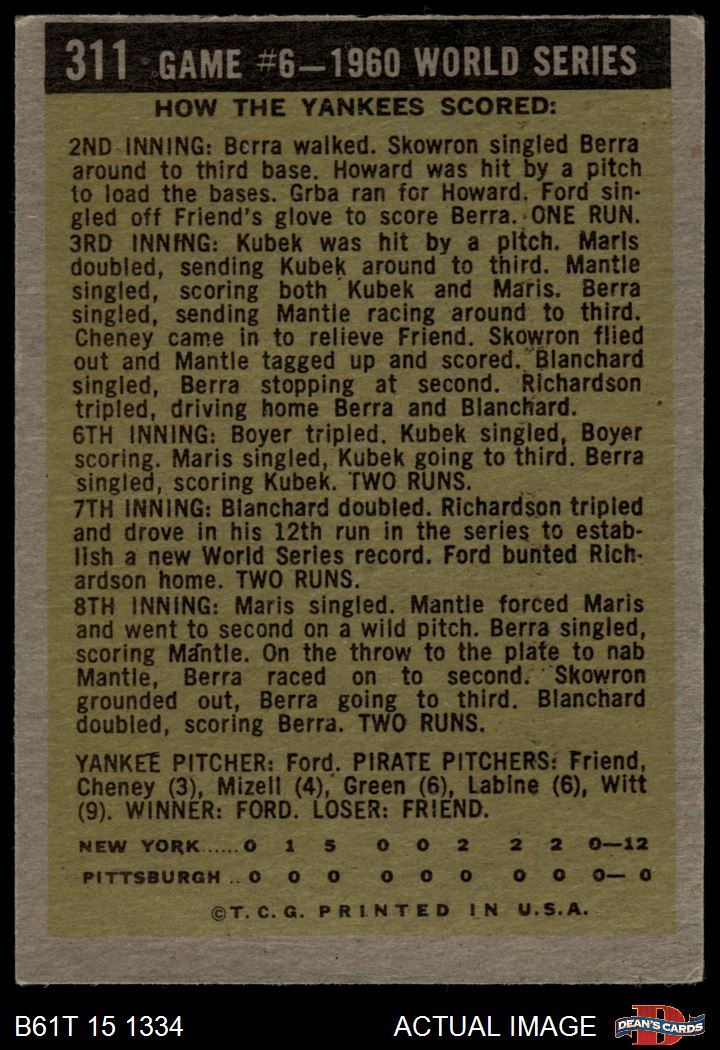 311 GAME #6—1960 WORLD SERIES
HOW THE YANKEES SCORED:
2ND INNING: Berra walked. Skowron singled Berra
around to third base. Howard was hit by a pitch
to load the bases. Grba ran for Howard. Ford sin-
gled off Friend's glove to score Berra. ONE RUN.
3RD INNING: Kubek was hit by a pitch. Maris
doubled, sending Kubek around to third. Mantle
singled, scoring both Kubek and Maris. Berra
singled, sending Mantle racing around to third.
Cheney came in to relieve Friend. Skowron flied
out and Mantle tagged up and scored. Blanchard
singled, Berra stopping at second. Richardson
tripled, driving home Berra and Blanchard.
6TH INNING: Boyer tripled. Kubek singled, Boyer
scoring. Maris singled, Kubek going to third. Berra
singled, scoring Kubek. TWO RUNS.
7TH INNING: Blanchard doubled. Richardson tripled
and drove in his 12th run in the series to estab-
lish a new World Series record. Ford bunted Rich-
ardson home. TWO RUNS.
8TH INNING: Maris singled. Mantle forced Maris
and went to second on a wild pitch. Berra singled,
scoring Mantle. On the throw to the plate to nab
Mantle, Berra raced on to second. Skowron
grounded out, Berra going to third. Blanchard
doubled, scoring Berra. TWO RUNS.
YANKEE PITCHER: Ford. PIRATE PITCHERS: Friend,
Cheney (3), Mizell (4), Green (6), Labine (6), Witt
(9). WINNER: FORD. LOSER: FRIEND.
NEW YORK......0 1 5 0 0 2 2 2 0—12
PITTSBURGH .. 0 0 0 0 0 0 0 0 0— 0
©T.C.G. PRINTED IN U.S.A.
B61T 15 1334 ACTUAL IMAGE D DEAN'S CARDS